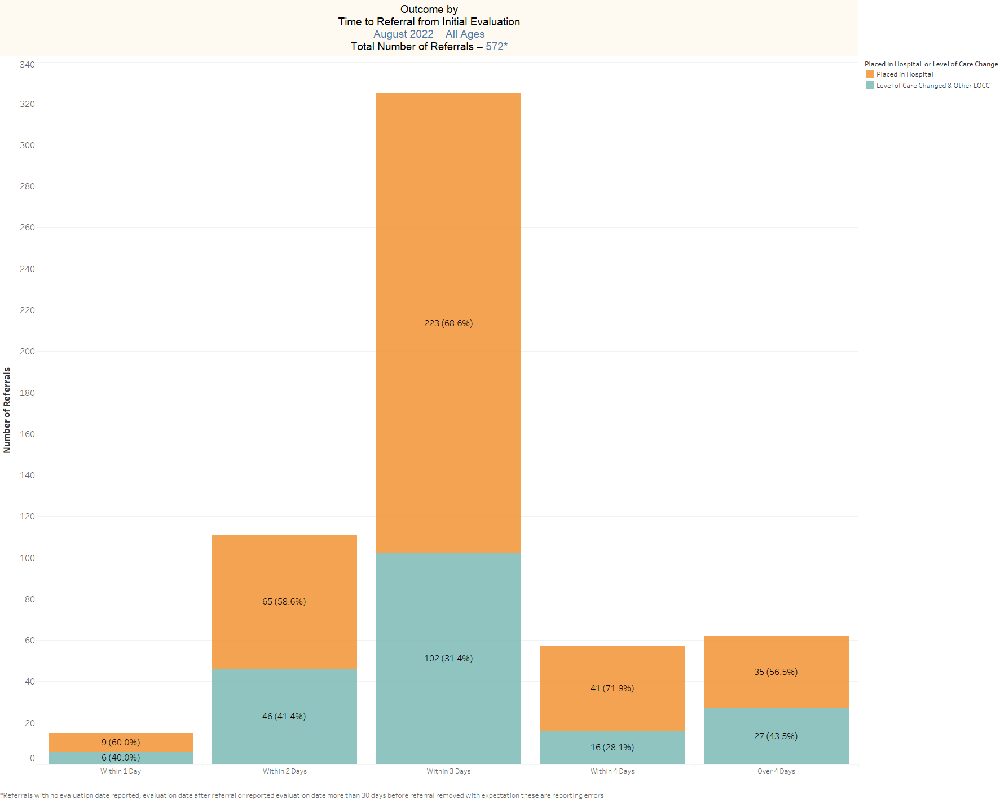 Outcome by
Time to Referral from Initial Evaluation
August 2022 All Ages
Total Number of Referrals – 572*
Placed in Hospital or Level of Care Change
Placed in Hospital
Level of Care Changed & Other LOCC
Number of Referrals
340
320
300
280
260
240
220
200
180
160
140
120
100
80
60
40
20
0
9 (60.0%)
6 (40.0%)
65 (58.6%)
46 (41.4%)
223 (68.6%)
102 (31.4%)
41 (71.9%)
16 (28.1%)
35 (56.5%)
27 (43.5%)
Within 1 Day
Within 2 Days
Within 3 Days
Within 4 Days
Over 4 Days
*Referrals with no evaluation date reported, evaluation date after referral or reported evaluation date more than 30 days before referral removed with expectation these are reporting errors